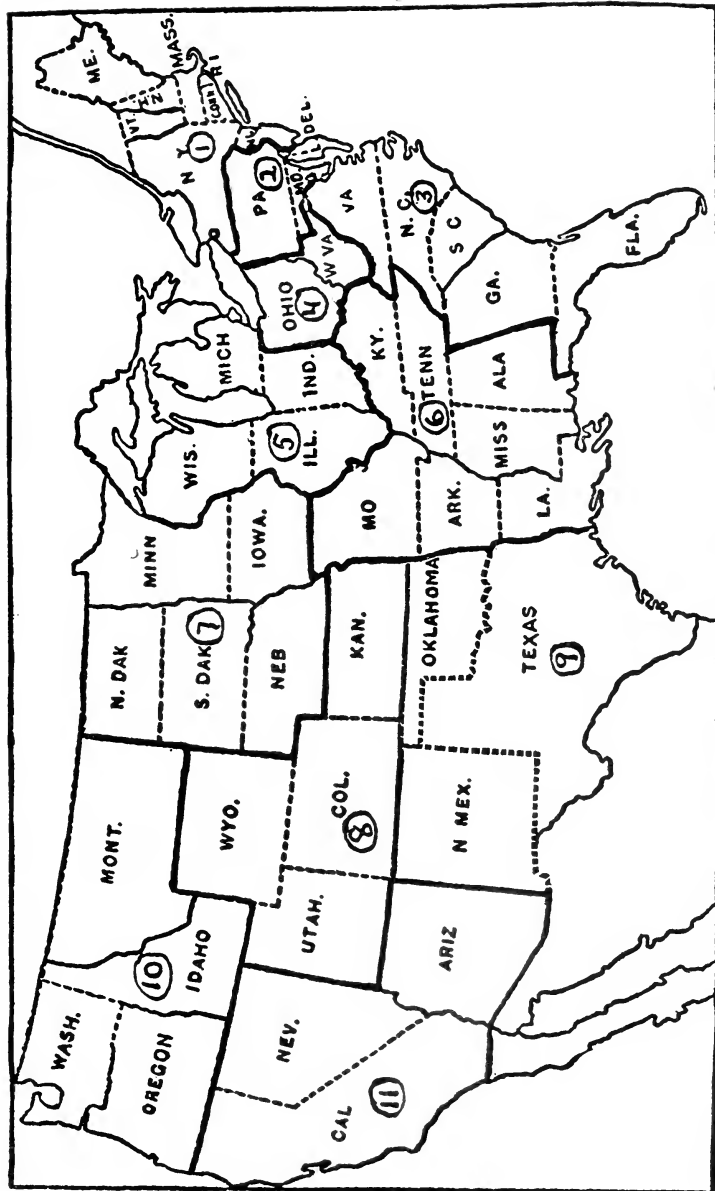 WASH.
OREGON
CAL
11
NEV.
IDAHO
10
MONT.
WYO.
UTAH.
ARIZ
COL.
8
N MEX.
N. DAK
S. DAK
7
NEB
KAN.
OKLAHOMA
TEXAS
9
MINN
IOWA.
MO
ARK.
LA.
WIS.
ILL.
5
MICH
IND.
OHIO
4
KY.
TENN
6
MISS
ALA
GA.
FLA.
S C
N. C.
3
VA
W VA.
PA
2
MD.
DEL.
N J
N Y
1
VT.
N H
ME.
MASS.
CONN
R I